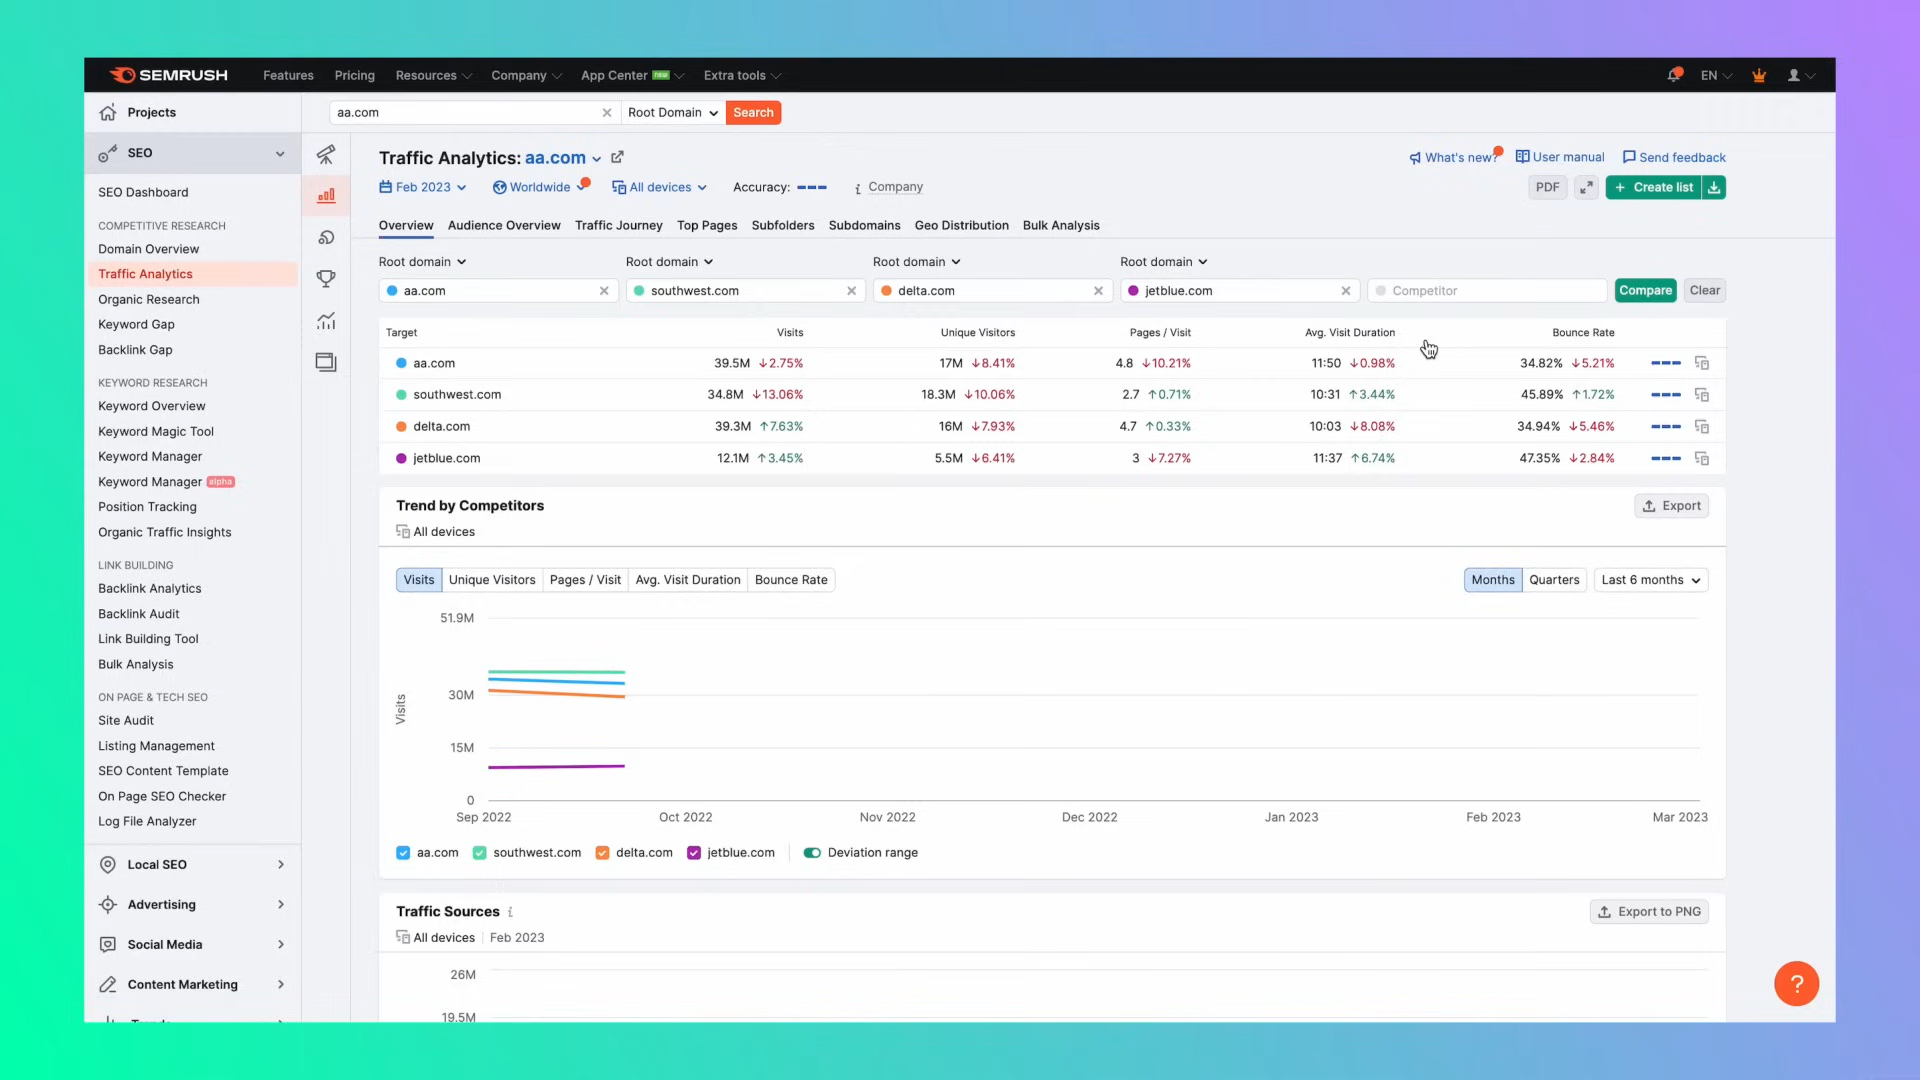 SEMRUSH Features Pricing Resources Company App Center new Extra tools EN
Projects
aa.com Root Domain Search
SEO
SEO Dashboard
COMPETITIVE RESEARCH
Domain Overview
Traffic Analytics
Organic Research
Keyword Gap
Backlink Gap
KEYWORD RESEARCH
Keyword Overview
Keyword Magic Tool
Keyword Manager
Keyword Manager alpha
Position Tracking
Organic Traffic Insights
LINK BUILDING
Backlink Analytics
Backlink Audit
Link Building Tool
Bulk Analysis
ON PAGE & TECH SEO
Site Audit
Listing Management
SEO Content Template
On Page SEO Checker
Log File Analyzer
Local SEO
Advertising
Social Media
Content Marketing
Traffic Analytics: aa.com What's new? User manual Send feedback
Feb 2023 Worldwide All devices Accuracy: i Company PDF + Create list
Overview Audience Overview Traffic Journey Top Pages Subfolders Subdomains Geo Distribution Bulk Analysis
Root domain Root domain Root domain Root domain
aa.com southwest.com delta.com jetblue.com Competitor Compare Clear
Target Visits Unique Visitors Pages / Visit Avg. Visit Duration Bounce Rate
aa.com 39.5M ↓2.75% 17M ↓8.41% 4.8 ↓10.21% 11:50 ↓0.98% 34.82% ↓5.21%
southwest.com 34.8M ↓13.06% 18.3M ↓10.06% 2.7 ↑0.71% 10:31 ↑3.44% 45.89% ↑1.72%
delta.com 39.3M ↑7.63% 16M ↓7.93% 4.7 ↑0.33% 10:03 ↓8.08% 34.94% ↓5.46%
jetblue.com 12.1M ↑3.45% 5.5M ↓6.41% 3 ↓7.27% 11:37 ↑6.74% 47.35% ↓2.84%
Trend by Competitors Export
All devices
Visits Unique Visitors Pages / Visit Avg. Visit Duration Bounce Rate Months Quarters Last 6 months
51.9M
30M
Visits
15M
0
Sep 2022 Oct 2022 Nov 2022 Dec 2022 Jan 2023 Feb 2023 Mar 2023
aa.com southwest.com delta.com jetblue.com Deviation range
Traffic Sources i Export to PNG
All devices Feb 2023
26M
19.5M
?